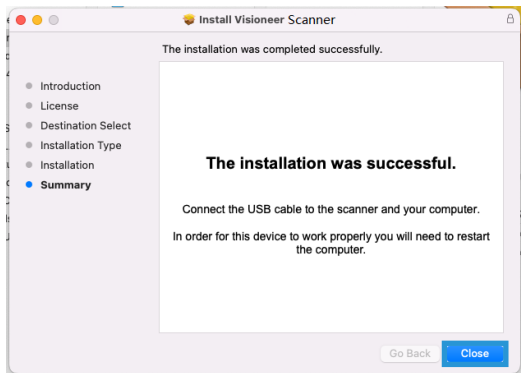 Install Visioneer Scanner
The installation was completed successfully.
Introduction
License
Destination Select
Installation Type
Installation
Summary
The installation was successful.
Connect the USB cable to the scanner and your computer.
In order for this device to work properly you will need to restart
the computer.
Go Back
Close